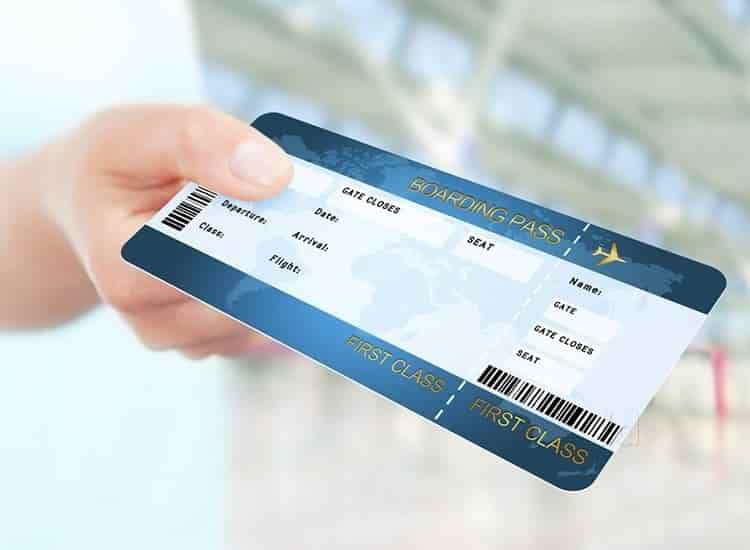 BOARDING PASS
GATE CLOSES
SEAT
Departure:
Date:
Class:
Arrival:
Flight:
FIRST CLASS
Name:
GATE
GATE CLOSES
SEAT
FIRST CLASS